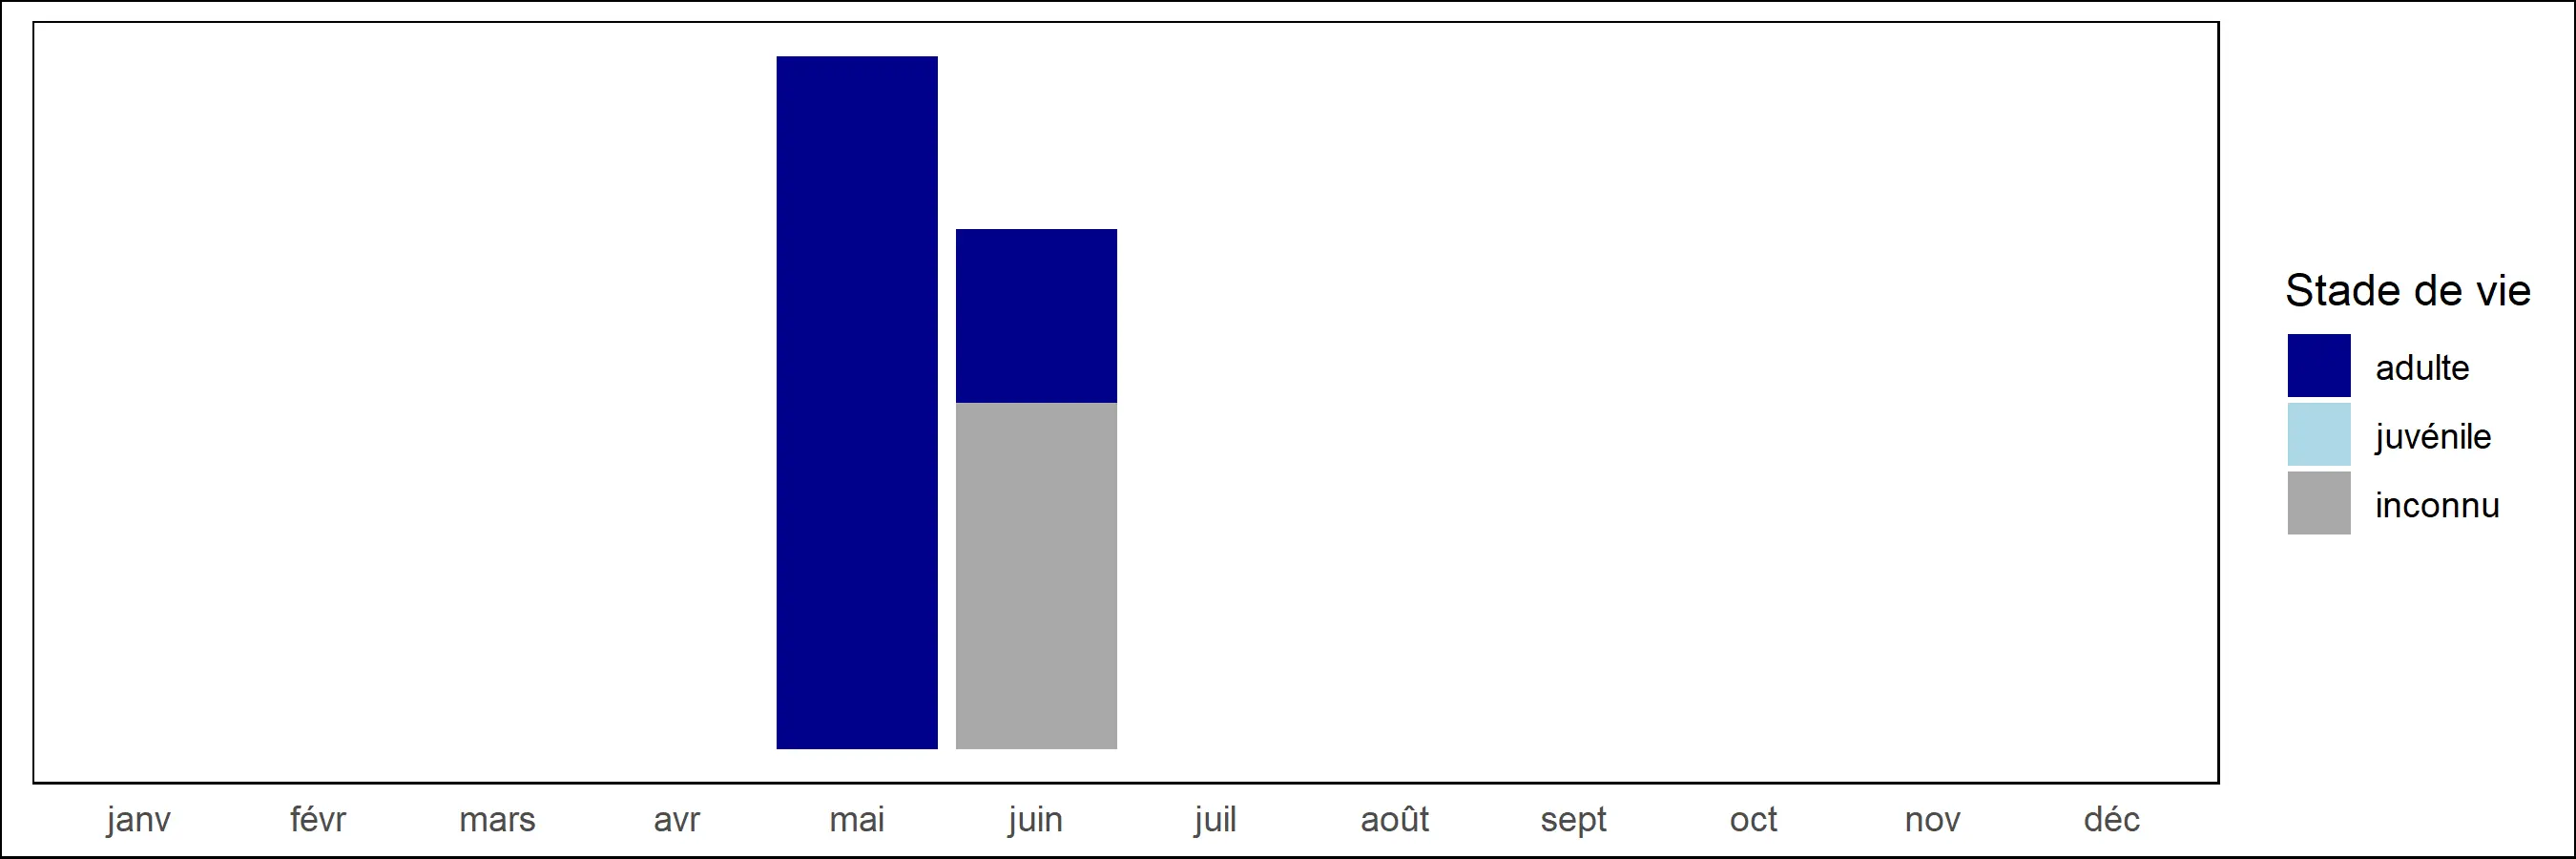 Stade de vie
adulte
juvénile
inconnu
janv févr mars avr mai juin juil août sept oct nov déc